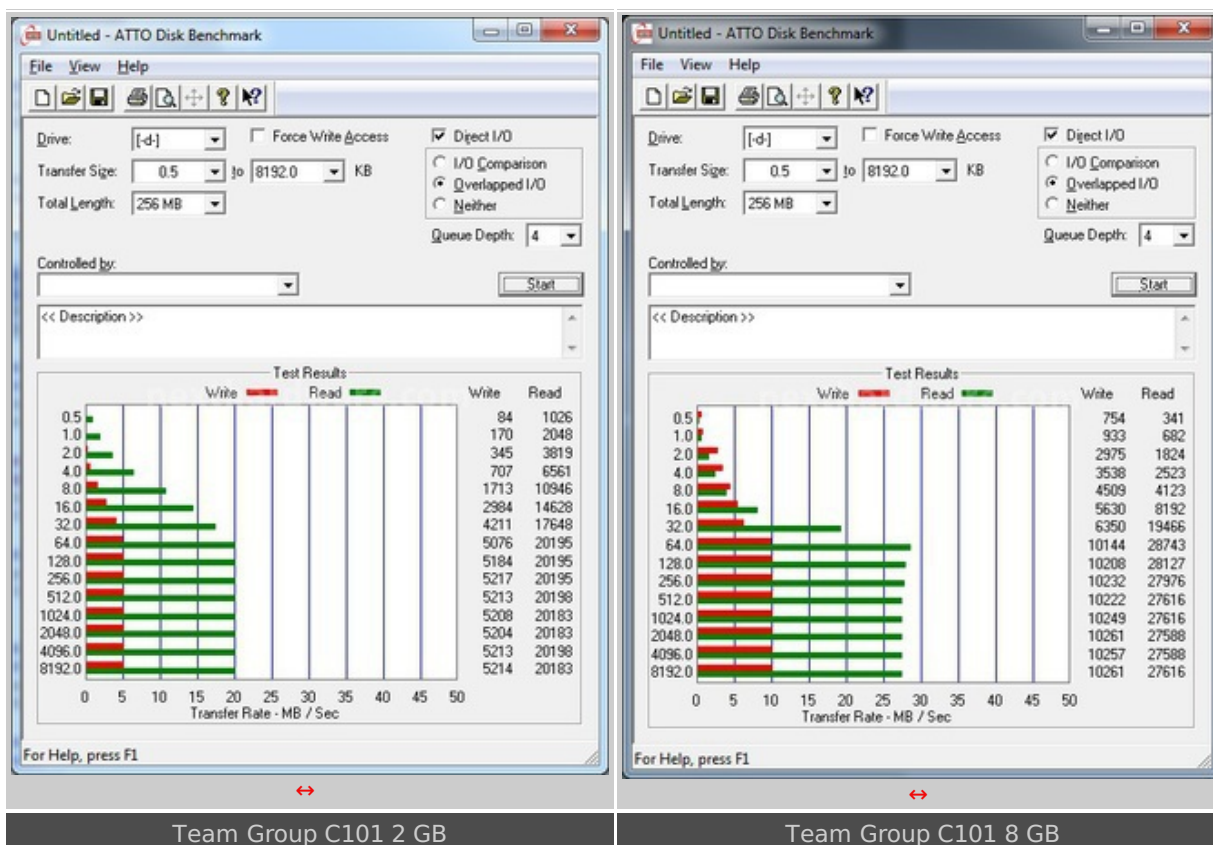 Untitled - ATTO Disk Benchmark
File View Help
Drive: [-d-] Force Write Access Direct I/O
Transfer Size: 0.5 to 8192.0 KB I/O Comparison
Overlapped I/O
Total Length: 256 MB Neither
Queue Depth: 4
Controlled by:
Start
<< Description >>
Test Results
Write Read Write Read
0.5 84 1026
1.0 170 2048
2.0 345 3819
4.0 707 6561
8.0 1713 10946
16.0 2984 14628
32.0 4211 17648
64.0 5076 20195
128.0 5184 20195
256.0 5217 20195
512.0 5213 20198
1024.0 5208 20183
2048.0 5204 20183
4096.0 5213 20198
8192.0 5214 20183
0 5 10 15 20 25 30 35 40 45 50
Transfer Rate - MB / Sec
For Help, press F1
Team Group C101 2 GB
Untitled - ATTO Disk Benchmark
File View Help
Drive: [-d-] Force Write Access Direct I/O
Transfer Size: 0.5 to 8192.0 KB I/O Comparison
Overlapped I/O
Total Length: 256 MB Neither
Queue Depth: 4
Controlled by:
Start
<< Description >>
Test Results
Write Read Write Read
0.5 754 341
1.0 933 682
2.0 2975 1824
4.0 3538 2523
8.0 4509 4123
16.0 5630 8192
32.0 6350 19466
64.0 10144 28743
128.0 10208 28127
256.0 10232 27976
512.0 10222 27616
1024.0 10249 27616
2048.0 10261 27588
4096.0 10257 27588
8192.0 10261 27616
0 5 10 15 20 25 30 35 40 45 50
Transfer Rate - MB / Sec
For Help, press F1
Team Group C101 8 GB